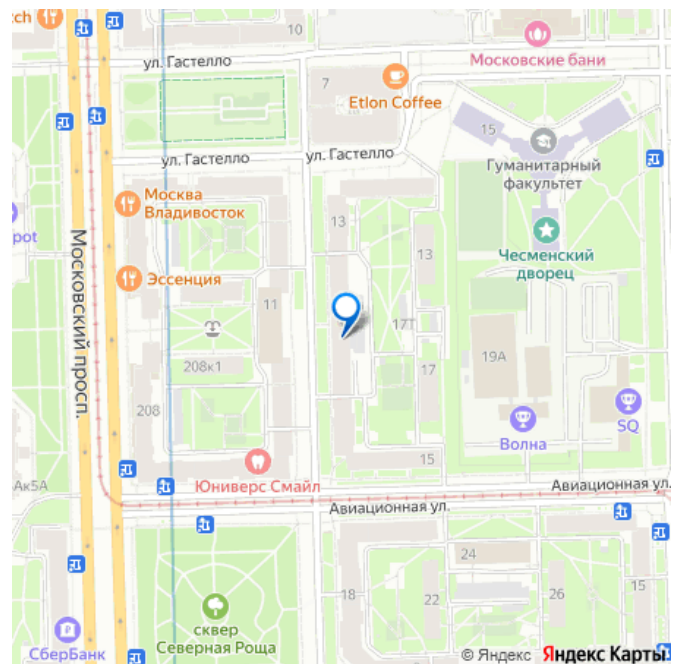 tch
10
ул. Гастелло
Московские бани
7
Etlon Coffee
15
Гуманитарный
факультет
ул. Гастелло
ул. Гастелло
Москва
Владивосток
13
pot
13
Чесменский
дворец
Эссенция
11
17Т
Московский просп.
19А
208к1
17
208
SQ
Волна
15
Юниверс Смайл
Ак5А
Авиационная ул.
Авиационная ул.
24
18
22
26
15
сквер
Северная Роща
СберБанк
© Яндекс Яндекс Карты